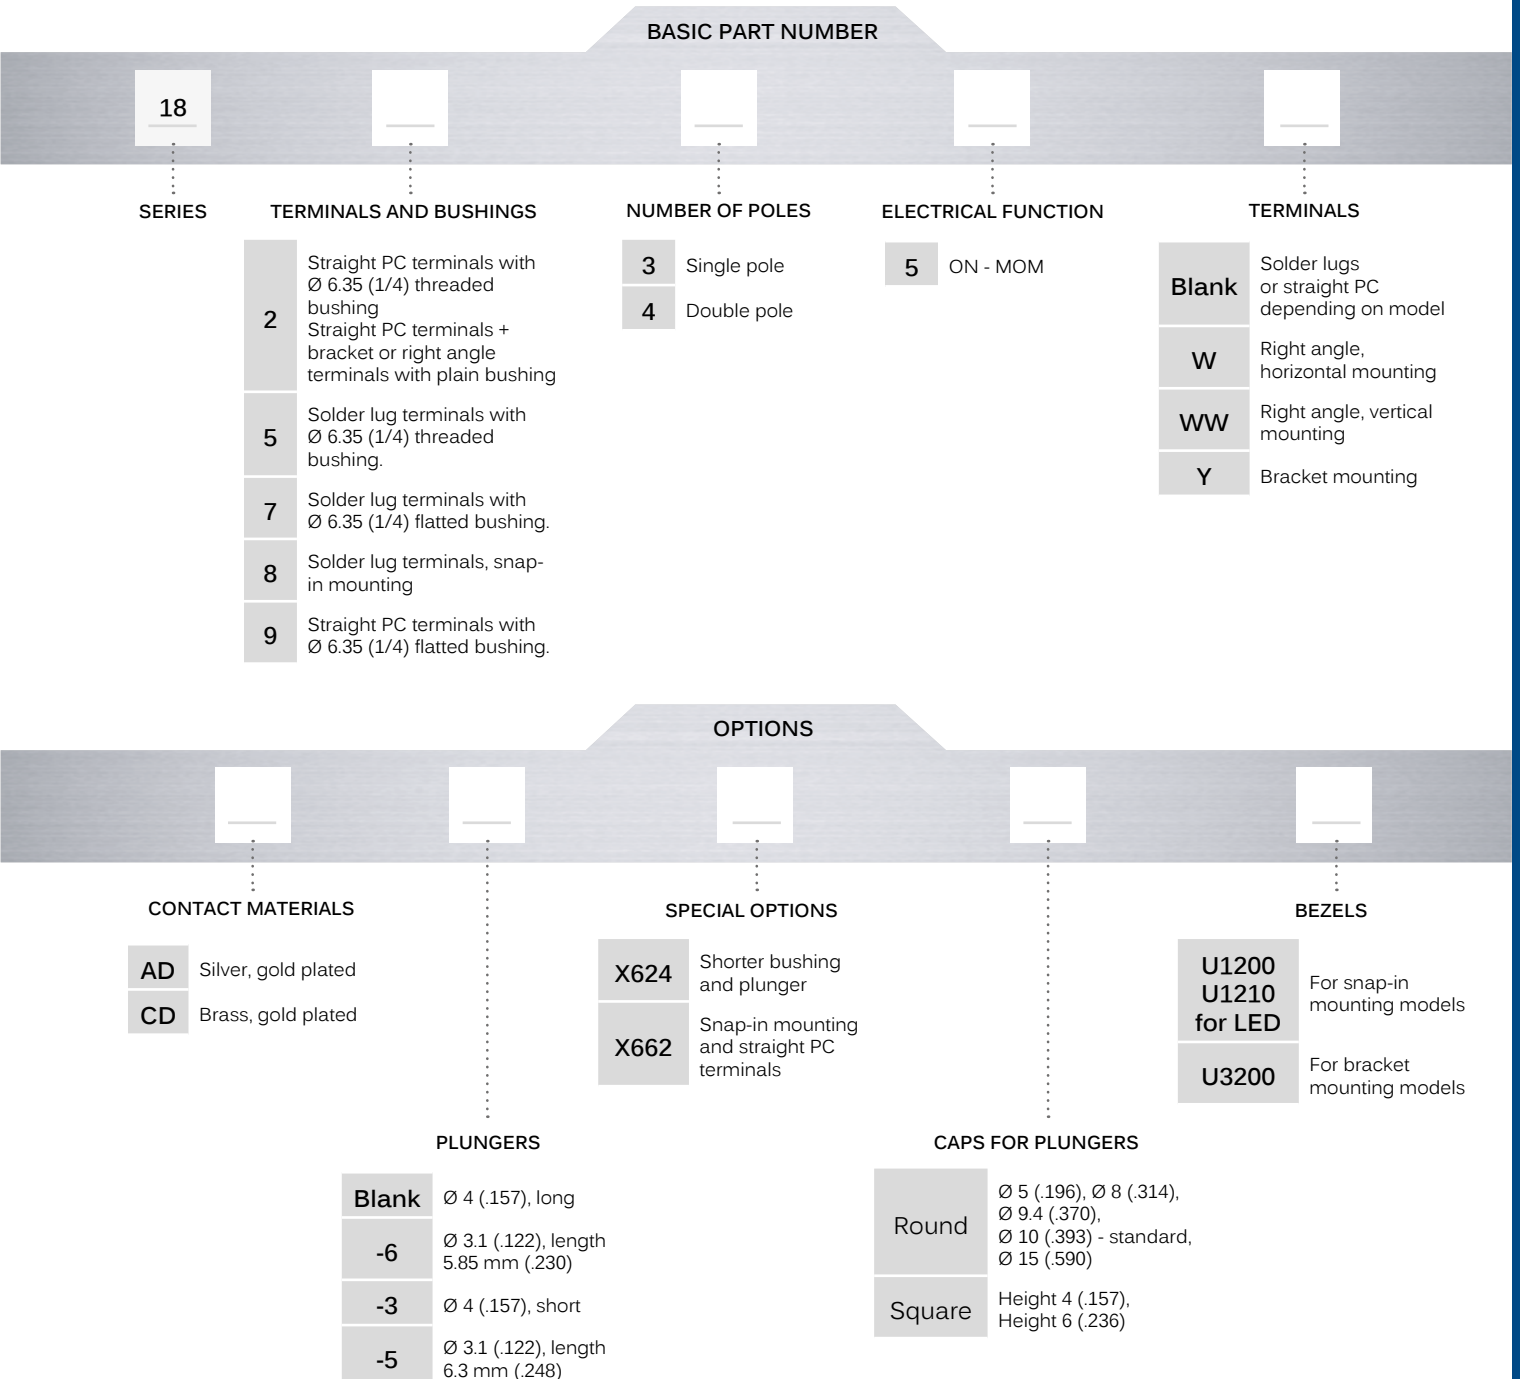 BASIC PART NUMBER
18
SERIES
TERMINALS AND BUSHINGS
2
Straight PC terminals with
Ø 6.35 (1/4) threaded
bushing
Straight PC terminals +
bracket or right angle
terminals with plain bushing
5
Solder lug terminals with
Ø 6.35 (1/4) threaded
bushing.
7
Solder lug terminals with
Ø 6.35 (1/4) flatted bushing.
8
Solder lug terminals, snap-
in mounting
9
Straight PC terminals with
Ø 6.35 (1/4) flatted bushing.
NUMBER OF POLES
3
Single pole
4
Double pole
ELECTRICAL FUNCTION
5
ON - MOM
TERMINALS
Blank
Solder lugs
or straight PC
depending on model
W
Right angle,
horizontal mounting
WW
Right angle, vertical
mounting
Y
Bracket mounting
OPTIONS
CONTACT MATERIALS
AD
Silver, gold plated
CD
Brass, gold plated
PLUNGERS
Blank
Ø 4 (.157), long
-6
Ø 3.1 (.122), length
5.85 mm (.230)
-3
Ø 4 (.157), short
-5
Ø 3.1 (.122), length
6.3 mm (.248)
SPECIAL OPTIONS
X624
Shorter bushing
and plunger
X662
Snap-in mounting
and straight PC
terminals
CAPS FOR PLUNGERS
Round
Ø 5 (.196), Ø 8 (.314),
Ø 9.4 (.370),
Ø 10 (.393) - standard,
Ø 15 (.590)
Square
Height 4 (.157),
Height 6 (.236)
BEZELS
U1200
U1210
for LED
For snap-in
mounting models
U3200
For bracket
mounting models